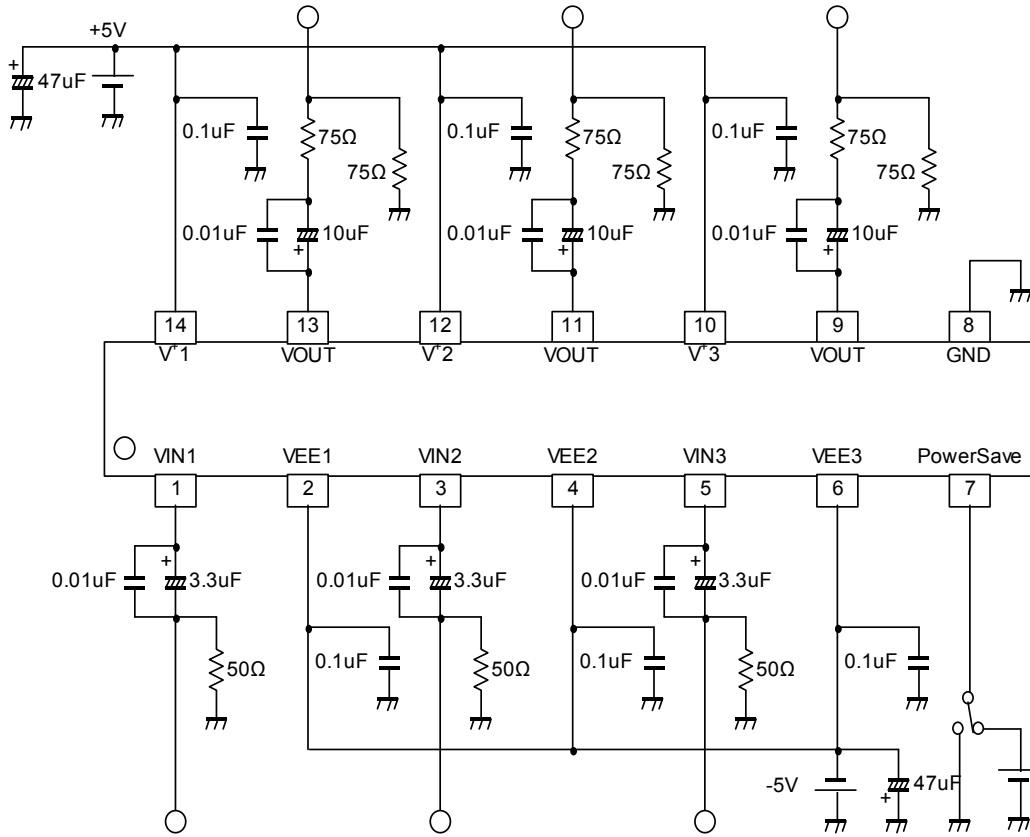 +5V
+ 47uF
0.1uF 75Ω 0.1uF 75Ω 0.1uF 75Ω
75Ω 75Ω 75Ω
0.01uF 10uF 0.01uF 10uF 0.01uF 10uF
+ + +
14 13 12 11 10 9 8
V+1 VOUT V+2 VOUT V+3 VOUT GND
VIN1 VEE1 VIN2 VEE2 VIN3 VEE3 PowerSave
1 2 3 4 5 6 7
+ + +
0.01uF 3.3uF 0.01uF 3.3uF 0.01uF 3.3uF
50Ω 0.1uF 50Ω 0.1uF 50Ω 0.1uF
-5V 47uF
+